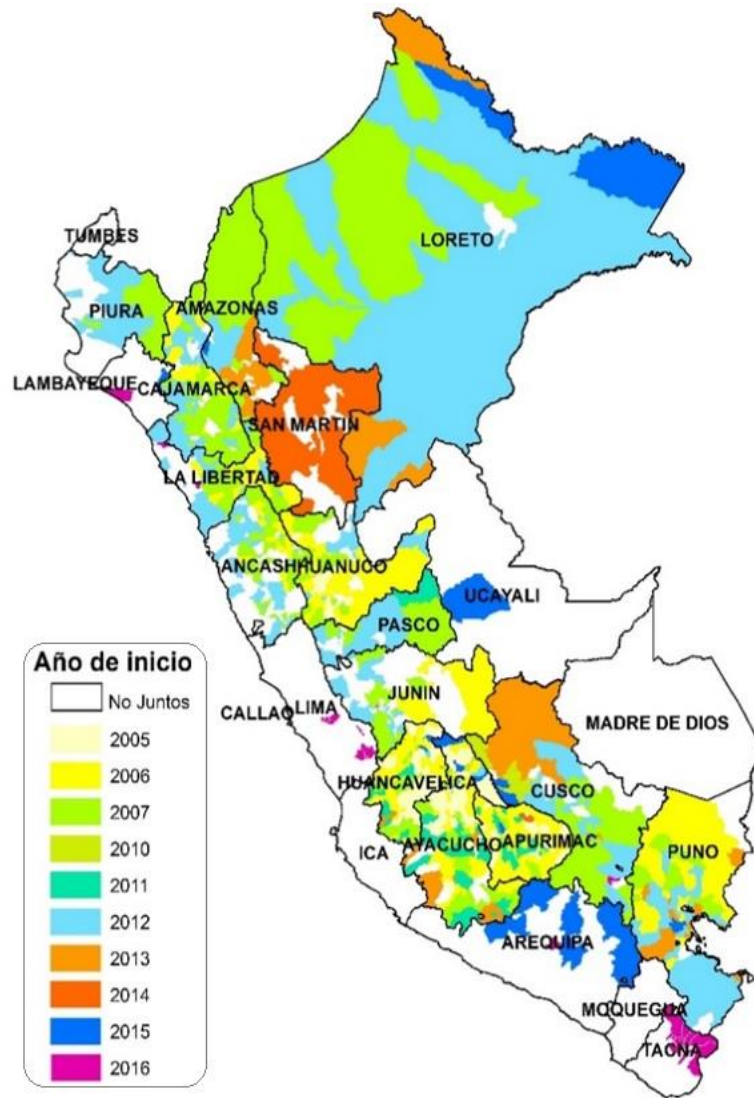 TUMBES
LORETO
PIURA
AMAZONAS
LAMBAYEQUE
CAJAMARCA
SAN MARTIN
LA LIBERTAD
ANCASH
HUANUCO
UCAYALI
PASCO
JUNIN
LIMA
CALLAO
MADRE DE DIOS
HUANCAVELICA
CUSCO
ICA
AYACUCHO
APURIMAC
PUNO
AREQUIPA
MOQUEGUA
TACNA
Año de inicio
No Juntos
2005
2006
2007
2010
2011
2012
2013
2014
2015
2016